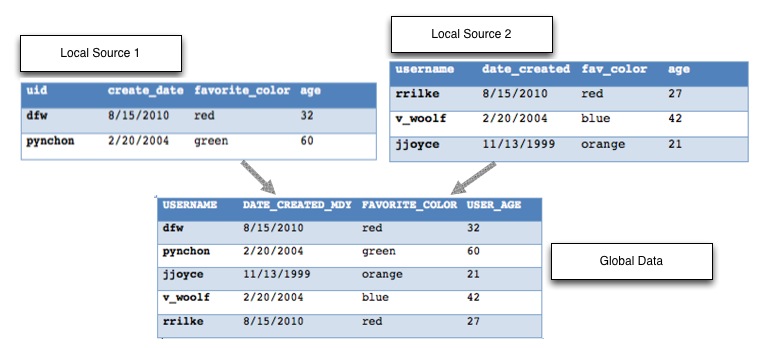 Local Source 1
uid create_date favorite_color age
dfw 8/15/2010 red 32
pynchon 2/20/2004 green 60
Local Source 2
username date_created fav_color age
rrilke 8/15/2010 red 27
v_woolf 2/20/2004 blue 42
jjoyce 11/13/1999 orange 21
USERNAME DATE_CREATED_MDY FAVORITE_COLOR USER_AGE
dfw 8/15/2010 red 32
pynchon 2/20/2004 green 60
jjoyce 11/13/1999 orange 21
v_woolf 2/20/2004 blue 42
rrilke 8/15/2010 red 27
Global Data